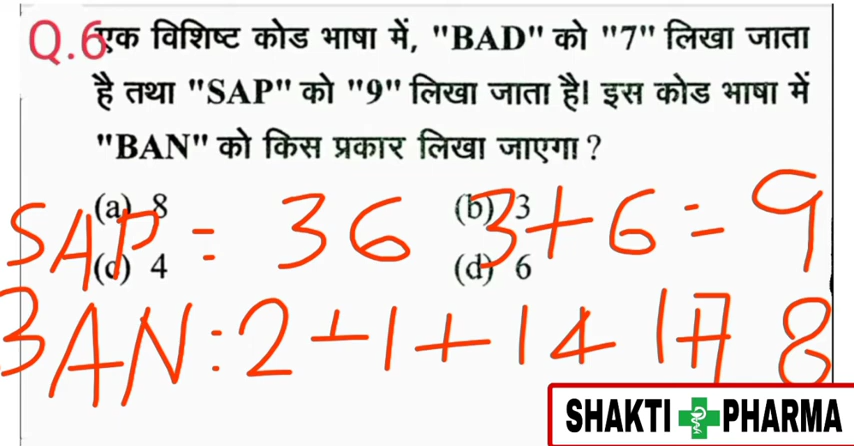 Q.6 एक विशिष्ट कोड भाषा में, "BAD" को "7" लिखा जाता
है तथा "SAP" को "9" लिखा जाता है। इस कोड भाषा में
"BAN" को किस प्रकार लिखा जाएगा ?
(a) 8 (b) 3
SAP = 36 3+6=9
(c) 4 (d) 6
BAN: 2+1+14 17 8
SHAKTI PHARMA